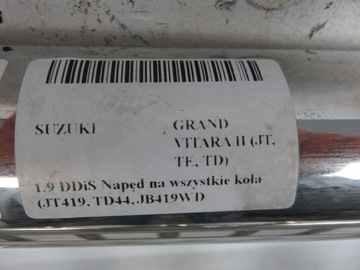 SUZUKI
GRAND
VITARA II (JT,
TE, TD)
1.9 DDiS Napęd na wszystkie koła
(JT419, TD44, JB419WD